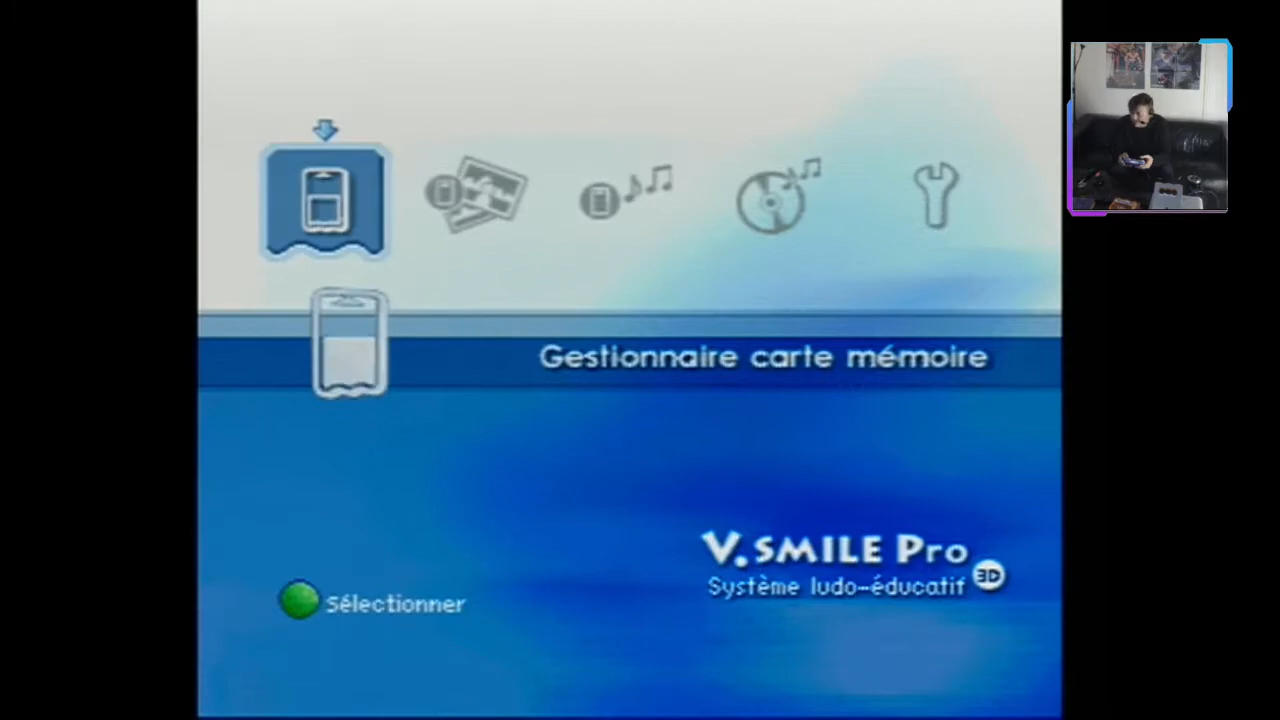 Gestionnaire carte mémoire
V.SMILE Pro
3D
Système ludo-éducatif
Sélectionner